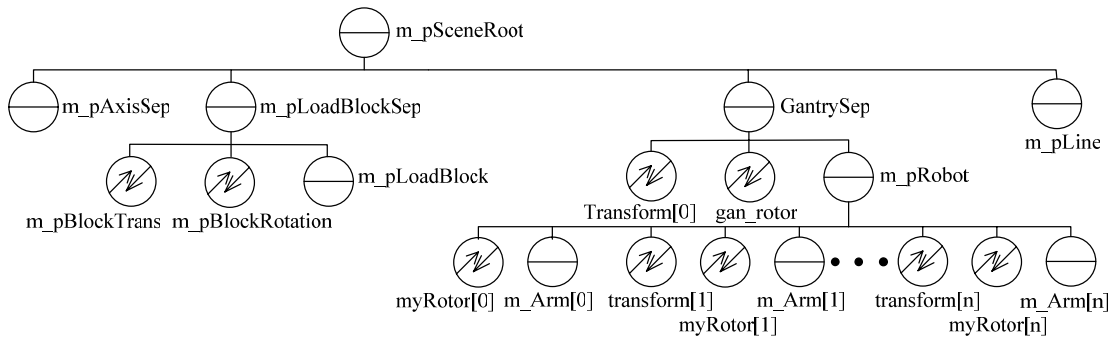 m_pSceneRoot
m_pAxisSep
m_pLoadBlockSep
GantrySep
m_pLine
m_pBlockTrans
m_pBlockRotation
m_pLoadBlock
Transform[0]
gan_rotor
m_pRobot
myRotor[0]
m_Arm[0]
transform[1]
myRotor[1]
m_Arm[1]
transform[n]
myRotor[n]
m_Arm[n]